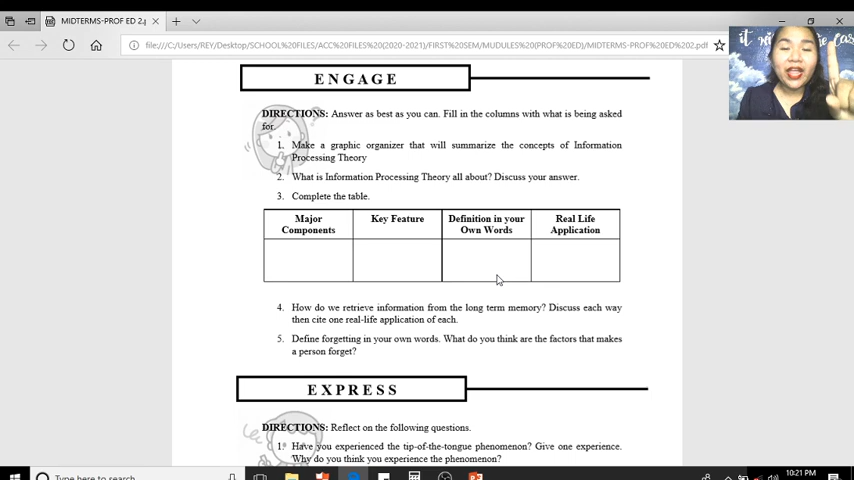 MIDTERMS-PROF ED 2.p
file:///C:/Users/REY/Desktop/SCHOOL%20FILES/ACC%20FILES%20(2020-2021)/FIRST%20SEM/MUDULES%20(PROF%20ED)/MIDTERMS-PROF%20ED%202.pdf
ENGAGE
DIRECTIONS: Answer as best as you can. Fill in the columns with what is being asked
for.
1. Make a graphic organizer that will summarize the concepts of Information
Processing Theory
2. What is Information Processing Theory all about? Discuss your answer.
3. Complete the table.
Major Components
Key Feature
Definition in your Own Words
Real Life Application
4. How do we retrieve information from the long term memory? Discuss each way
then cite one real-life application of each.
5. Define forgetting in your own words. What do you think are the factors that makes
a person forget?
EXPRESS
DIRECTIONS: Reflect on the following questions.
1. Have you experienced the tip-of-the-tongue phenomenon? Give one experience.
Why do you think you experience the phenomenon?
Type here to search
10:21 PM